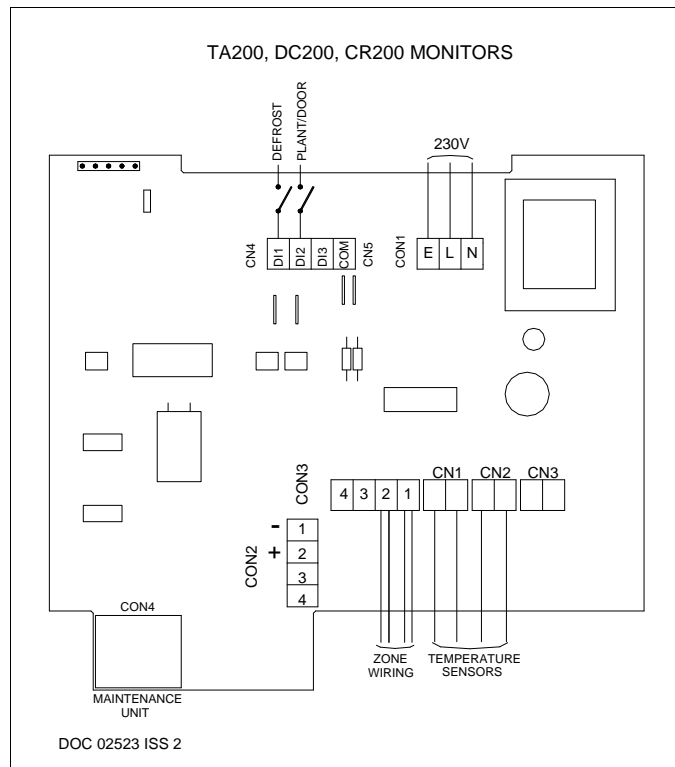 TA200, DC200, CR200 MONITORS
DEFROST
PLANT/DOOR
230V
CN4
DI1
DI2
DI3
COM
CN5
CON1
E L N
CON3
4 3 2 1
CN1
CN2
CN3
CON2
- 1
+ 2
3
4
CON4
MAINTENANCE
UNIT
ZONE
WIRING
TEMPERATURE
SENSORS
DOC 02523 ISS 2